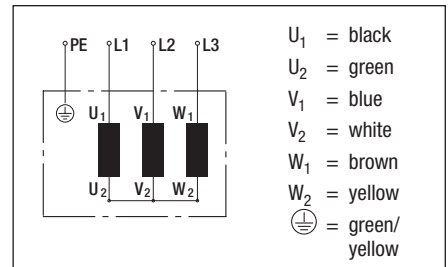 PE L1 L2 L3
U₁ V₁ W₁
U₂ V₂ W₂
U₁ = black
U₂ = green
V₁ = blue
V₂ = white
W₁ = brown
W₂ = yellow
⏚ = green/
yellow